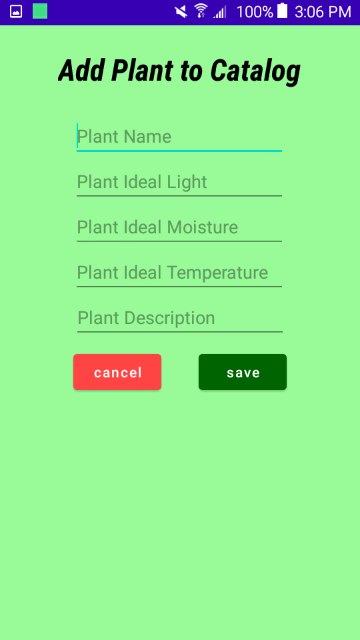 100% 3:06 PM
Add Plant to Catalog
Plant Name
Plant Ideal Light
Plant Ideal Moisture
Plant Ideal Temperature
Plant Description
cancel save